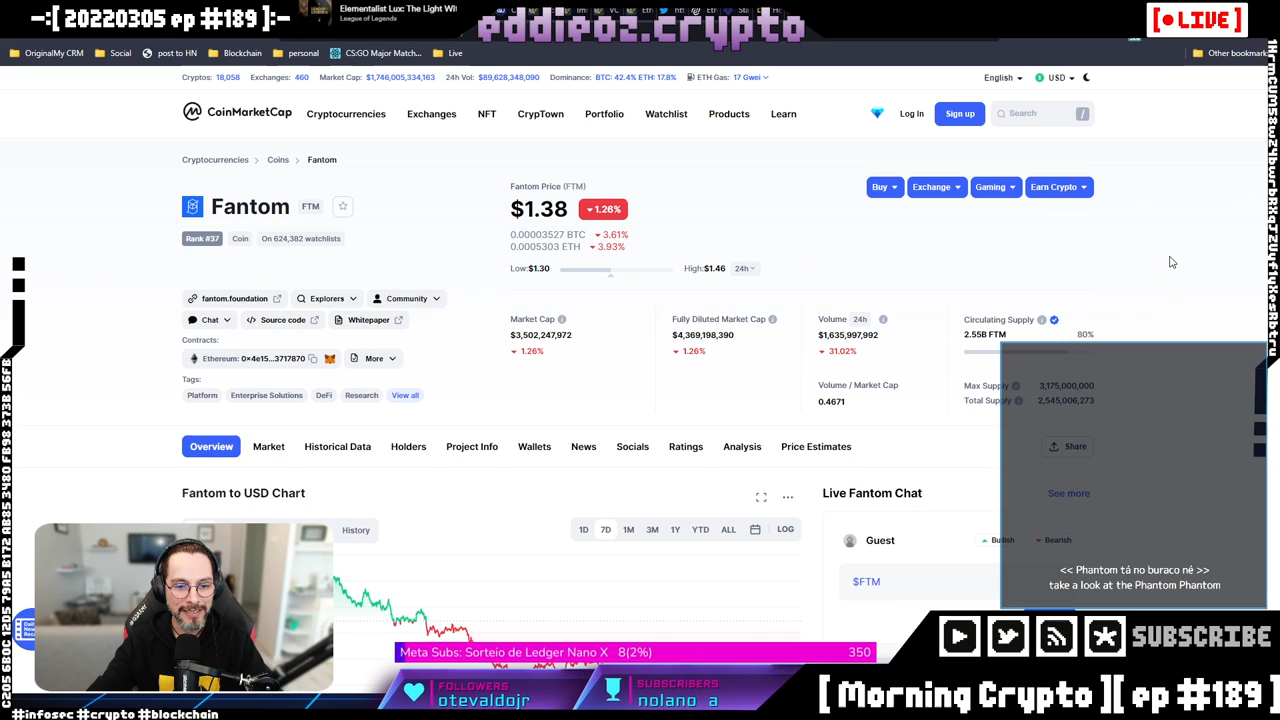 -:[ 20220305 ep #189 ]:-
Elementalist Lux: The Light Wi
League of Legends
eddieoz.crypto
[ LIVE ]
OriginalMy CRM
Social
post to HN
Blockchain
personal
CS:GO Major Match...
Live
Other bookmark
Cryptos: 18,058 Exchanges: 460 Market Cap: $1,746,005,334,163 24h Vol: $89,628,348,090 Dominance: BTC: 42.4% ETH: 17.8% ETH Gas: 17 Gwei
English USD
CoinMarketCap Cryptocurrencies Exchanges NFT CrypTown Portfolio Watchlist Products Learn
Log In Sign up Search /
Cryptocurrencies > Coins > Fantom
Fantom FTM
Rank #37 Coin On 624,382 watchlists
Fantom Price (FTM)
$1.38 1.26%
0.00003527 BTC 3.61%
0.0005303 ETH 3.93%
Low:$1.30 High:$1.46 24h
Buy Exchange Gaming Earn Crypto
fantom.foundation Explorers Community
Chat Source code Whitepaper
Contracts:
Ethereum: 0x4e15...3717870 More
Tags:
Platform Enterprise Solutions DeFi Research View all
Market Cap
$3,502,247,972
1.26%
Fully Diluted Market Cap
$4,369,198,390
1.26%
Volume 24h
$1,635,997,992
31.02%
Volume / Market Cap
0.4671
Circulating Supply
2.55B FTM 80%
Max Supply 3,175,000,000
Total Supply 2,545,006,273
Overview Market Historical Data Holders Project Info Wallets News Socials Ratings Analysis Price Estimates
Share
Fantom to USD Chart
History
1D 7D 1M 3M 1Y YTD ALL LOG
Live Fantom Chat
See more
Guest Bullish Bearish
$FTM
<< Phantom tá no buraco né >>
take a look at the Phantom Phantom
Meta Subs: Sorteio de Ledger Nano X 8(2%) 350
FOLLOWERS
otevaldojr
SUBSCRIBERS
nolano_a
SUBSCRIBE
[ Morning Crypto ][ ep #189 ]
#infosec #crypto #blockchain